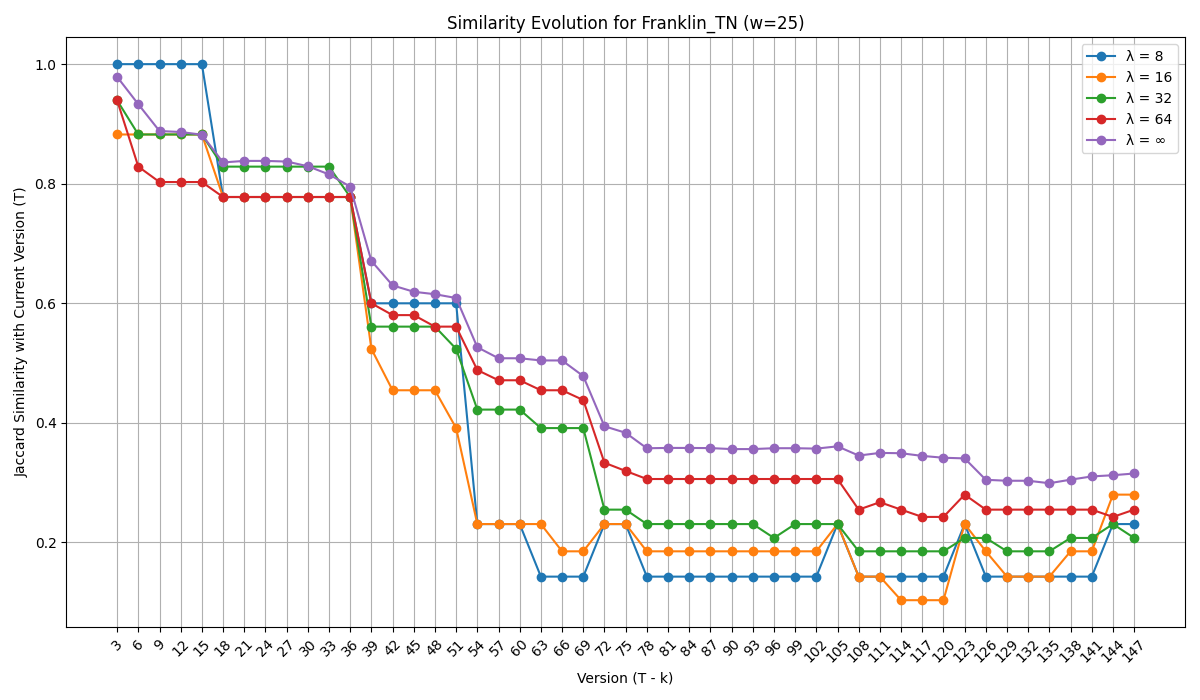 Similarity Evolution for Franklin_TN (w=25)
λ = 8
λ = 16
λ = 32
λ = 64
λ = ∞
Jaccard Similarity with Current Version (T)
1.0
0.8
0.6
0.4
0.2
3 6 9 12 15 18 21 24 27 30 33 36 39 42 45 48 51 54 57 60 63 66 69 72 75 78 81 84 87 90 93 96 99 102 105 108 111 114 117 120 123 126 129 132 135 138 141 144 147
Version (T - k)